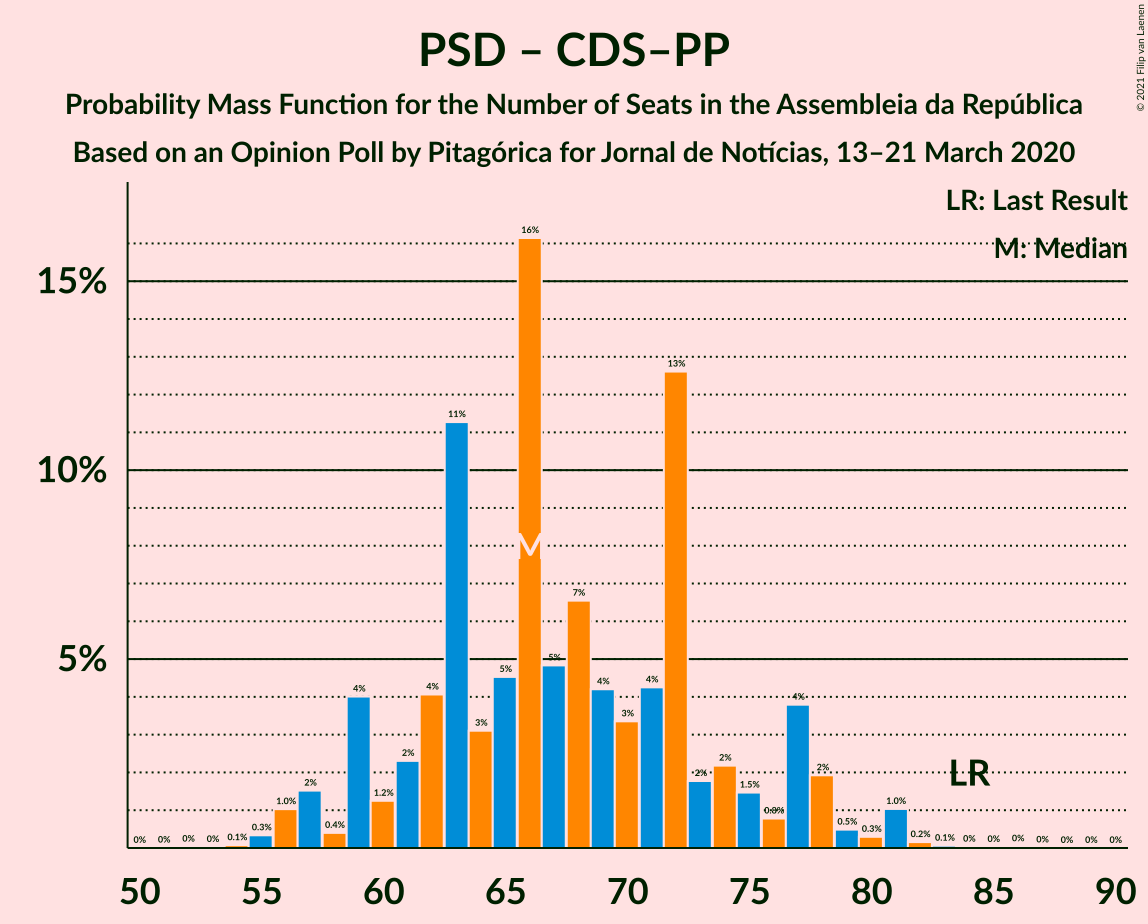 PSD – CDS–PP
Probability Mass Function for the Number of Seats in the Assembleia da República
Based on an Opinion Poll by Pitagórica for Jornal de Notícias, 13–21 March 2020
© 2021 Filip van Laenen
LR: Last Result
M: Median
15%
10%
5%
0% 0% 0% 0% 0.1% 0.3% 1.0% 2% 0.4% 4% 1.2% 2% 4% 11% 3% 5% 16% 5% 7% 4% 3% 4% 13% 2% 2% 1.5% 0.8% 4% 2% 0.5% 0.3% 1.0% 0.2% 0.1% 0% 0% 0% 0% 0% 0% 0%
M
LR
50 55 60 65 70 75 80 85 90